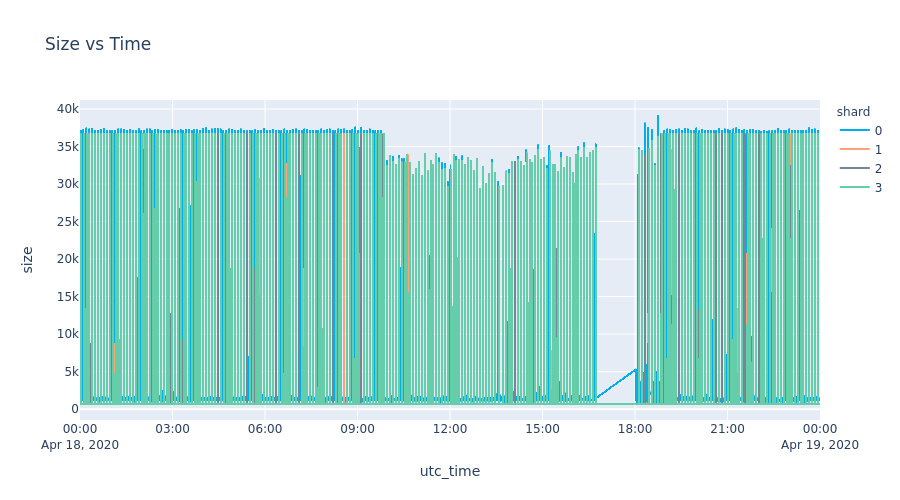 Size vs Time
shard
0
1
2
3
40k
35k
30k
25k
20k
15k
10k
5k
0
size
00:00
Apr 18, 2020
03:00
06:00
09:00
12:00
15:00
18:00
21:00
00:00
Apr 19, 2020
utc_time